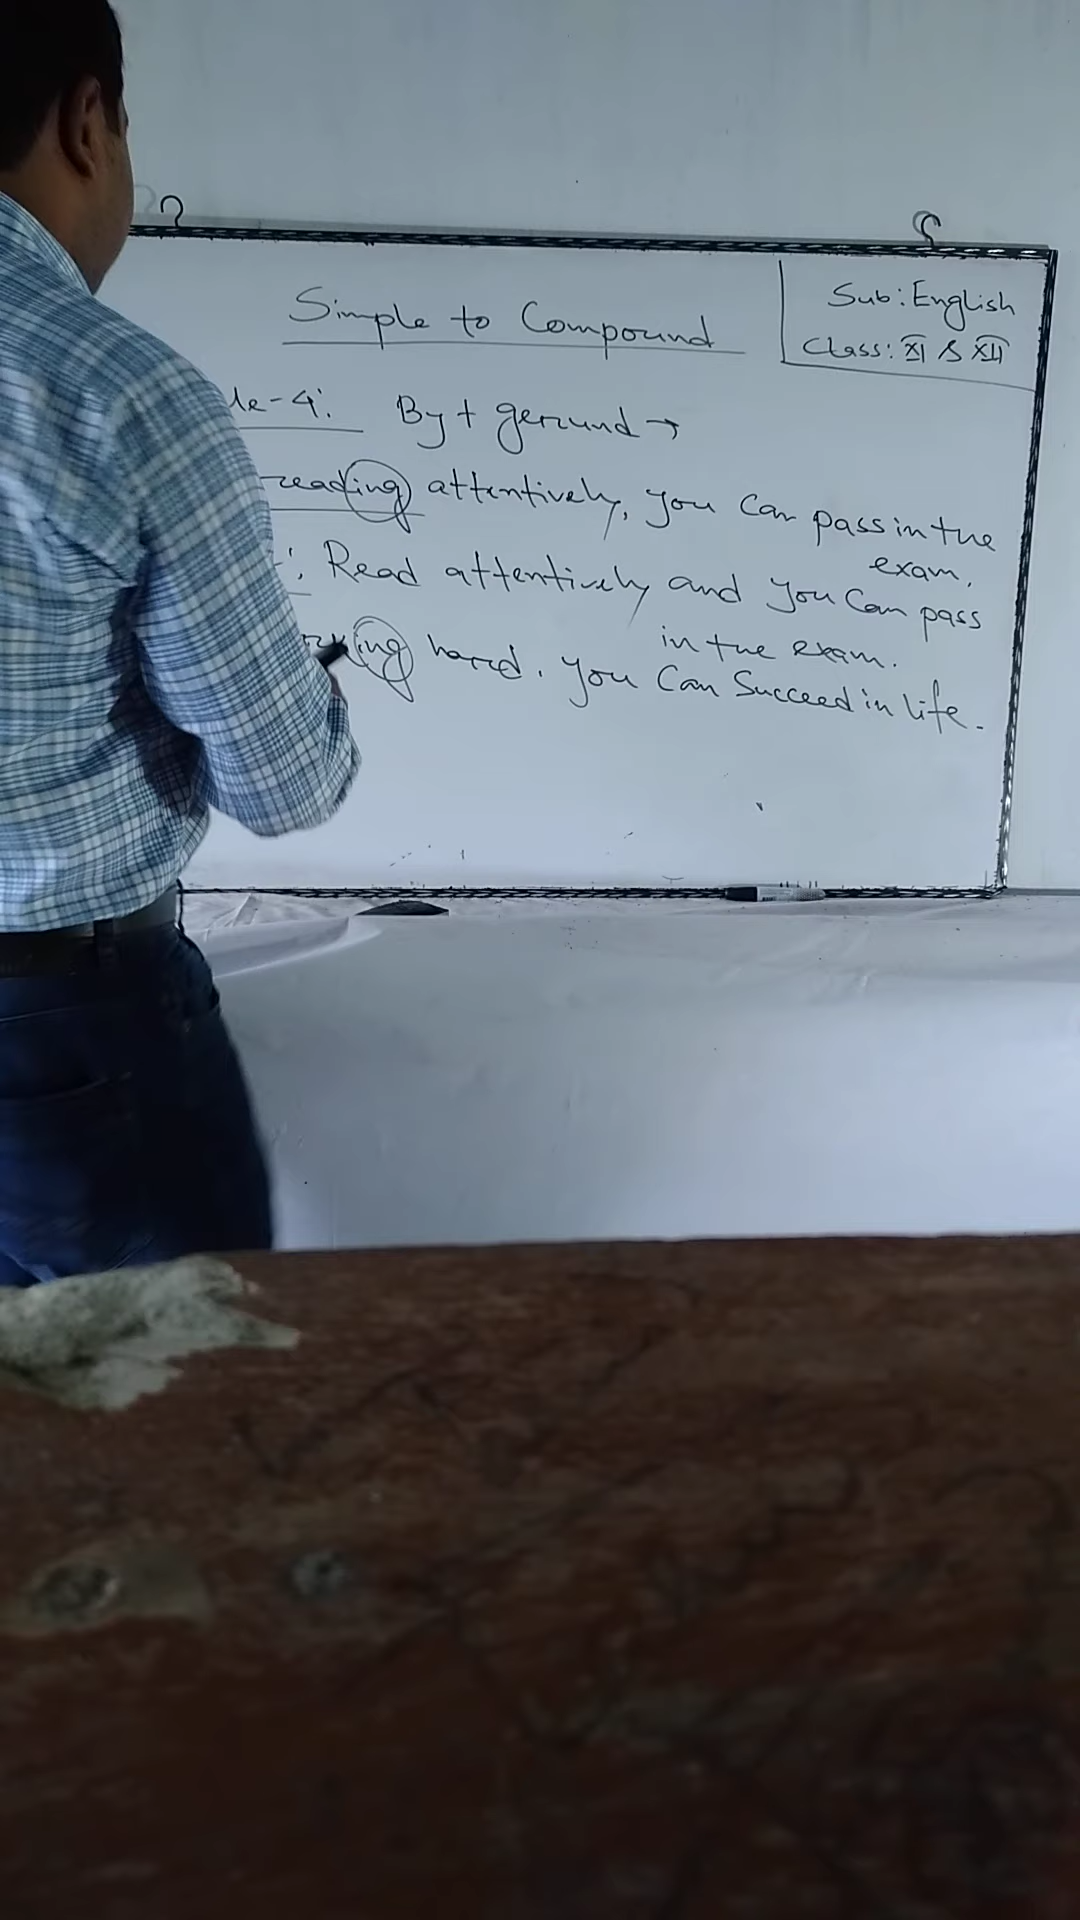 Simple to Compound
Sub: English
Class: XI & XII
-4: By + gerund →
reading attentively, you can pass in the
exam.
: Read attentively and you can pass
in the exam.
ing hard. you can succeed in life.